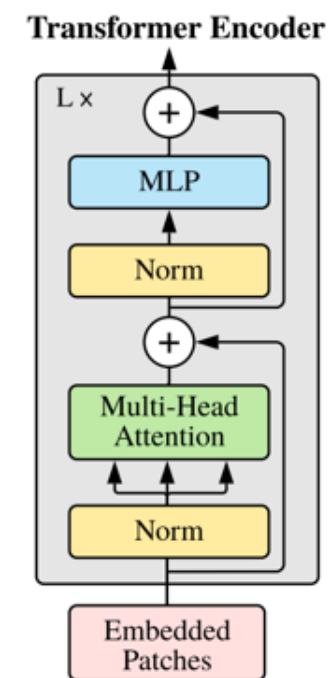 Transformer Encoder
L ×
+
MLP
Norm
+
Multi-Head
Attention
Norm
Embedded
Patches